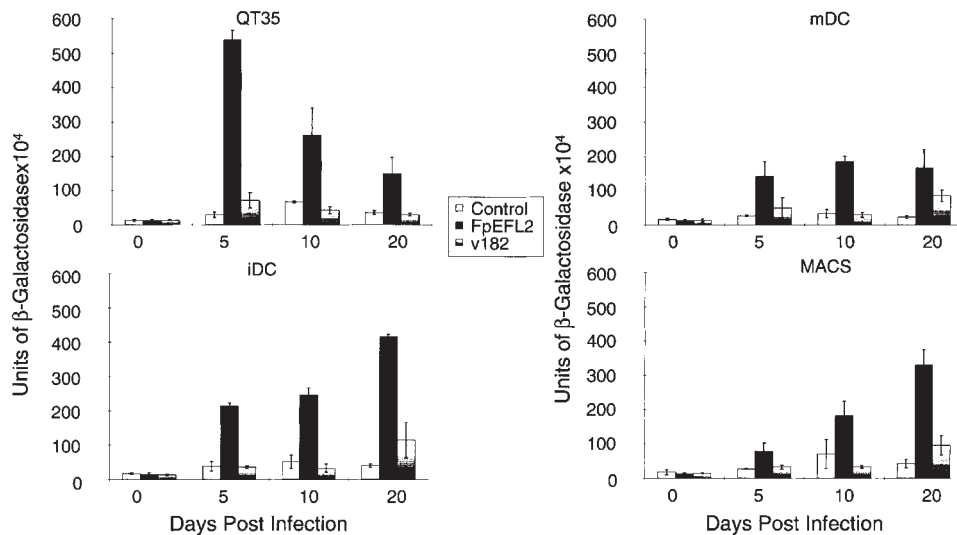 QT35
600
500
400
300
200
100
0
0 5 10 20
Units of β-Galactosidasex10⁴
mDC
600
500
400
300
200
100
0
0 5 10 20
Units of β-Galactosidase x10⁴
Control
FpEFL2
v182
iDC
600
500
400
300
200
100
0
0 5 10 20
Days Post Infection
MACS
600
500
400
300
200
100
0
0 5 10 20
Days Post Infection